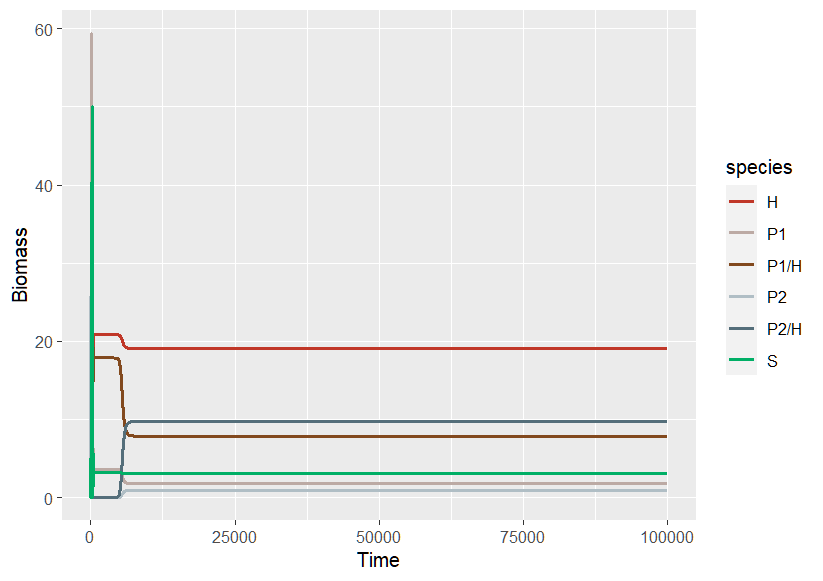 60
40
20
0
Biomass
0
25000
50000
75000
100000
Time
species
H
P1
P1/H
P2
P2/H
S